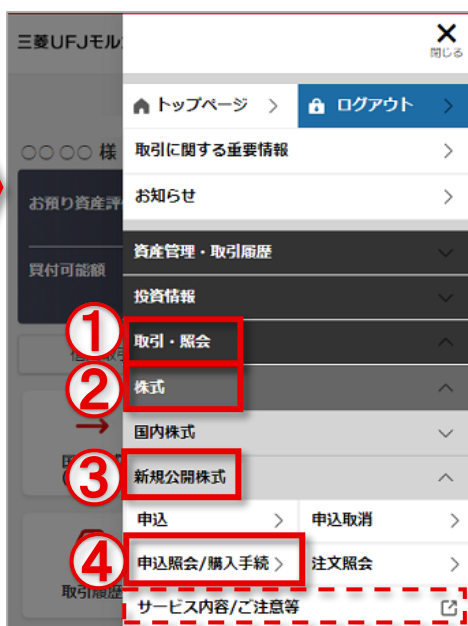 三菱UFJモル
閉じる
トップページ
ログアウト
○○○○ 様
取引に関する重要情報
お知らせ
お預り資産評
資産管理・取引履歴
買付可能額
投資情報
① 取引・照会
② 株式
国内株式
③ 新規公開株式
申込 申込取消
④ 申込照会/購入手続 注文照会
取引履歴
サービス内容/ご注意等